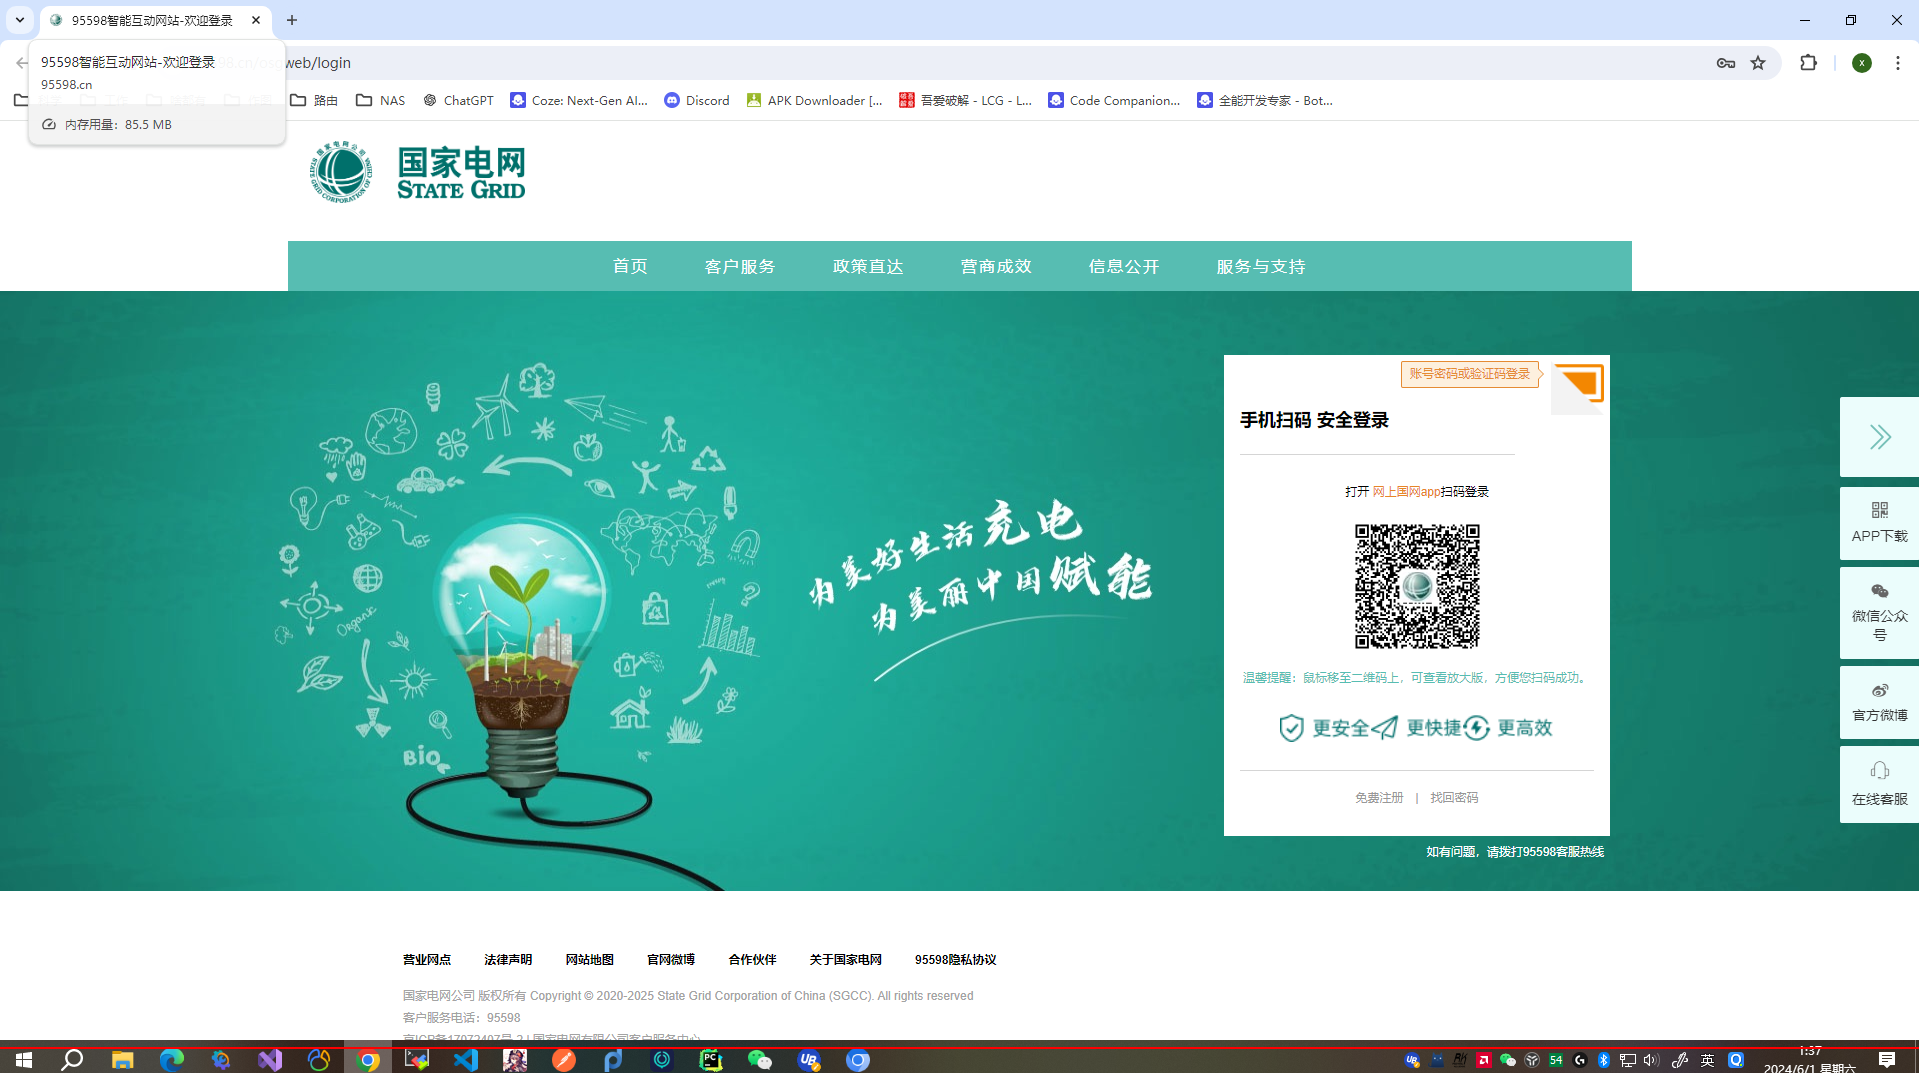 95598智能互动网站-欢迎登录
95598智能互动网站-欢迎登录
web/login
95598.cn
内存用量：85.5 MB
路由
NAS
ChatGPT
Coze: Next-Gen AI...
Discord
APK Downloader [...
吾爱破解 - LCG - L...
Code Companion...
全能开发专家 - Bot...
国家电网
STATE GRID
首页
客户服务
政策直达
营商成效
信息公开
服务与支持
账号密码或验证码登录
手机扫码 安全登录
打开 网上国网app扫码登录
温馨提醒：鼠标移至二维码上，可查看放大版，方便您扫码成功。
更安全
更快捷
更高效
免费注册 | 找回密码
如有问题，请拨打95598客服热线
为美好生活充电
为美丽中国赋能
organic
BiO
APP下载
微信公众
号
官方微博
在线客服
营业网点
法律声明
网站地图
官网微博
合作伙伴
关于国家电网
95598隐私协议
国家电网公司 版权所有 Copyright © 2020-2025 State Grid Corporation of China (SGCC). All rights reserved
客户服务电话：95598
54
英
1:37
2024/6/1 星期六